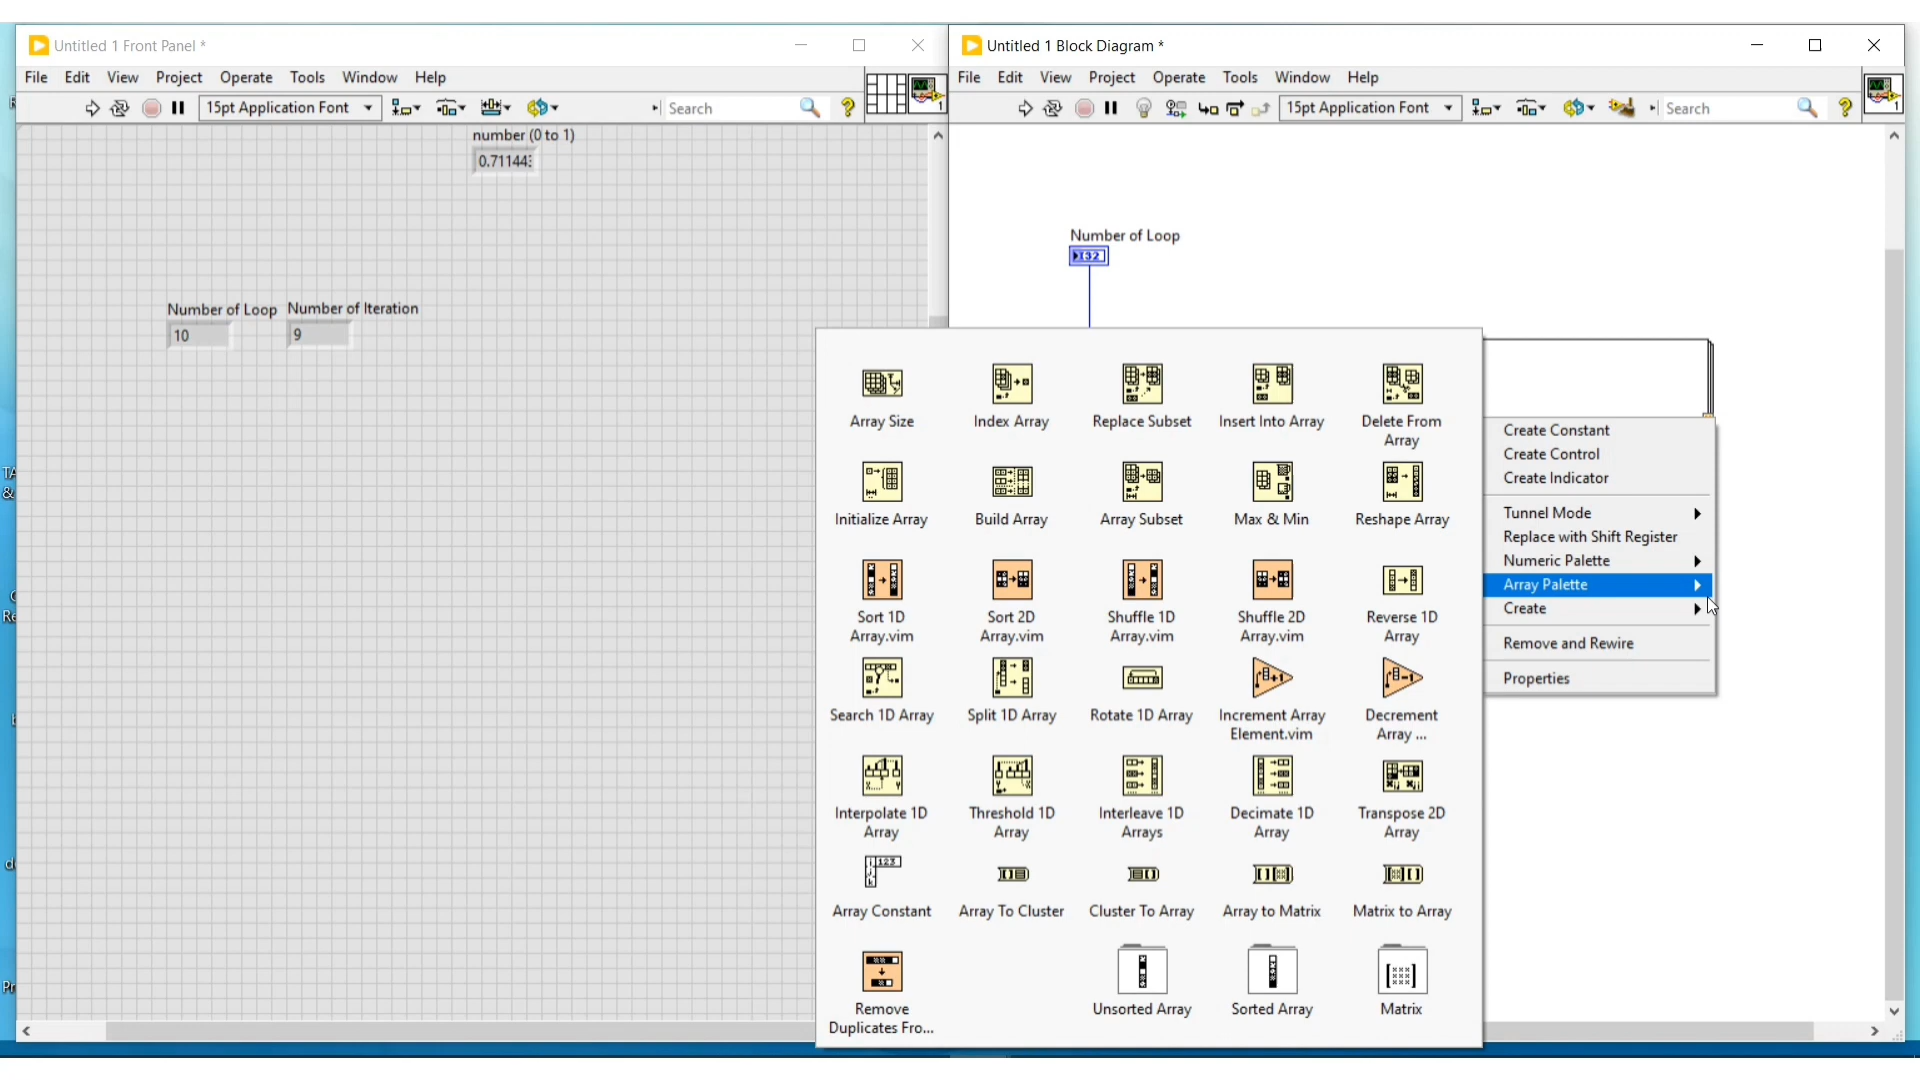 Untitled 1 Front Panel *
File Edit View Project Operate Tools Window Help
15pt Application Font
Search
1
number (0 to 1)
0.71144
Number of Loop Number of Iteration
10 9
Untitled 1 Block Diagram *
File Edit View Project Operate Tools Window Help
15pt Application Font
Search
1
Number of Loop
I32
Array Size
Index Array
Replace Subset
Insert Into Array
Delete From
Array
Initialize Array
Build Array
Array Subset
Max & Min
Reshape Array
Sort 1D
Array.vim
Sort 2D
Array.vim
Shuffle 1D
Array.vim
Shuffle 2D
Array.vim
Reverse 1D
Array
Search 1D Array
Split 1D Array
Rotate 1D Array
Increment Array
Element.vim
Decrement
Array ...
Interpolate 1D
Array
Threshold 1D
Array
Interleave 1D
Arrays
Decimate 1D
Array
Transpose 2D
Array
Array Constant
Array To Cluster
Cluster To Array
Array to Matrix
Matrix to Array
Remove
Duplicates Fro...
Unsorted Array
Sorted Array
Matrix
Create Constant
Create Control
Create Indicator
Tunnel Mode
Replace with Shift Register
Numeric Palette
Array Palette
Create
Remove and Rewire
Properties